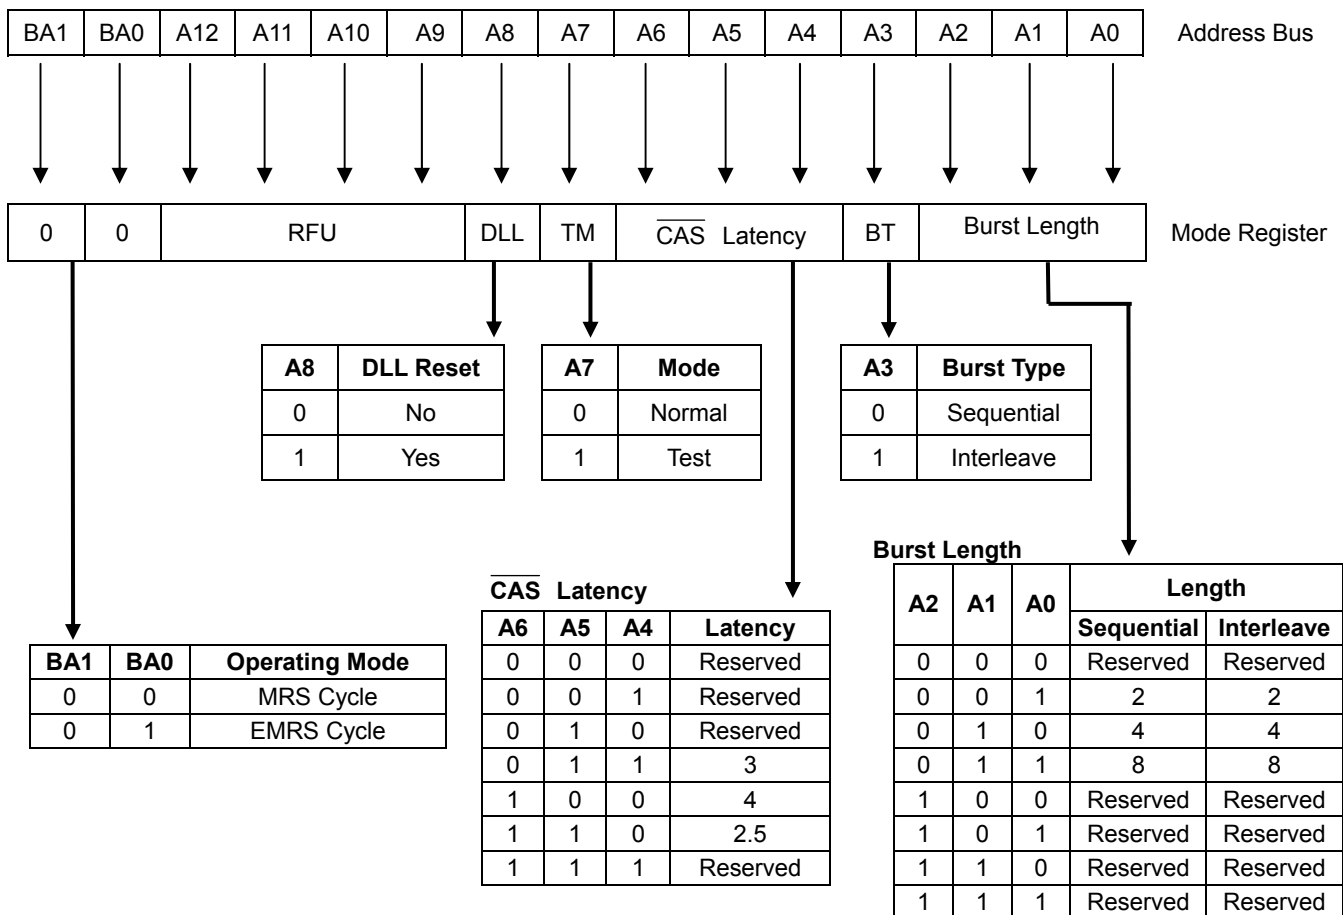 BA1 BA0 A12 A11 A10 A9 A8 A7 A6 A5 A4 A3 A2 A1 A0 Address Bus
0 0 RFU DLL TM CAS Latency BT Burst Length Mode Register
A8 DLL Reset
0 No
1 Yes
A7 Mode
0 Normal
1 Test
A3 Burst Type
0 Sequential
1 Interleave
BA1 BA0 Operating Mode
0 0 MRS Cycle
0 1 EMRS Cycle
CAS Latency
A6 A5 A4 Latency
0 0 0 Reserved
0 0 1 Reserved
0 1 0 Reserved
0 1 1 3
1 0 0 4
1 1 0 2.5
1 1 1 Reserved
Burst Length
A2 A1 A0 Length
Sequential Interleave
0 0 0 Reserved Reserved
0 0 1 2 2
0 1 0 4 4
0 1 1 8 8
1 0 0 Reserved Reserved
1 0 1 Reserved Reserved
1 1 0 Reserved Reserved
1 1 1 Reserved Reserved